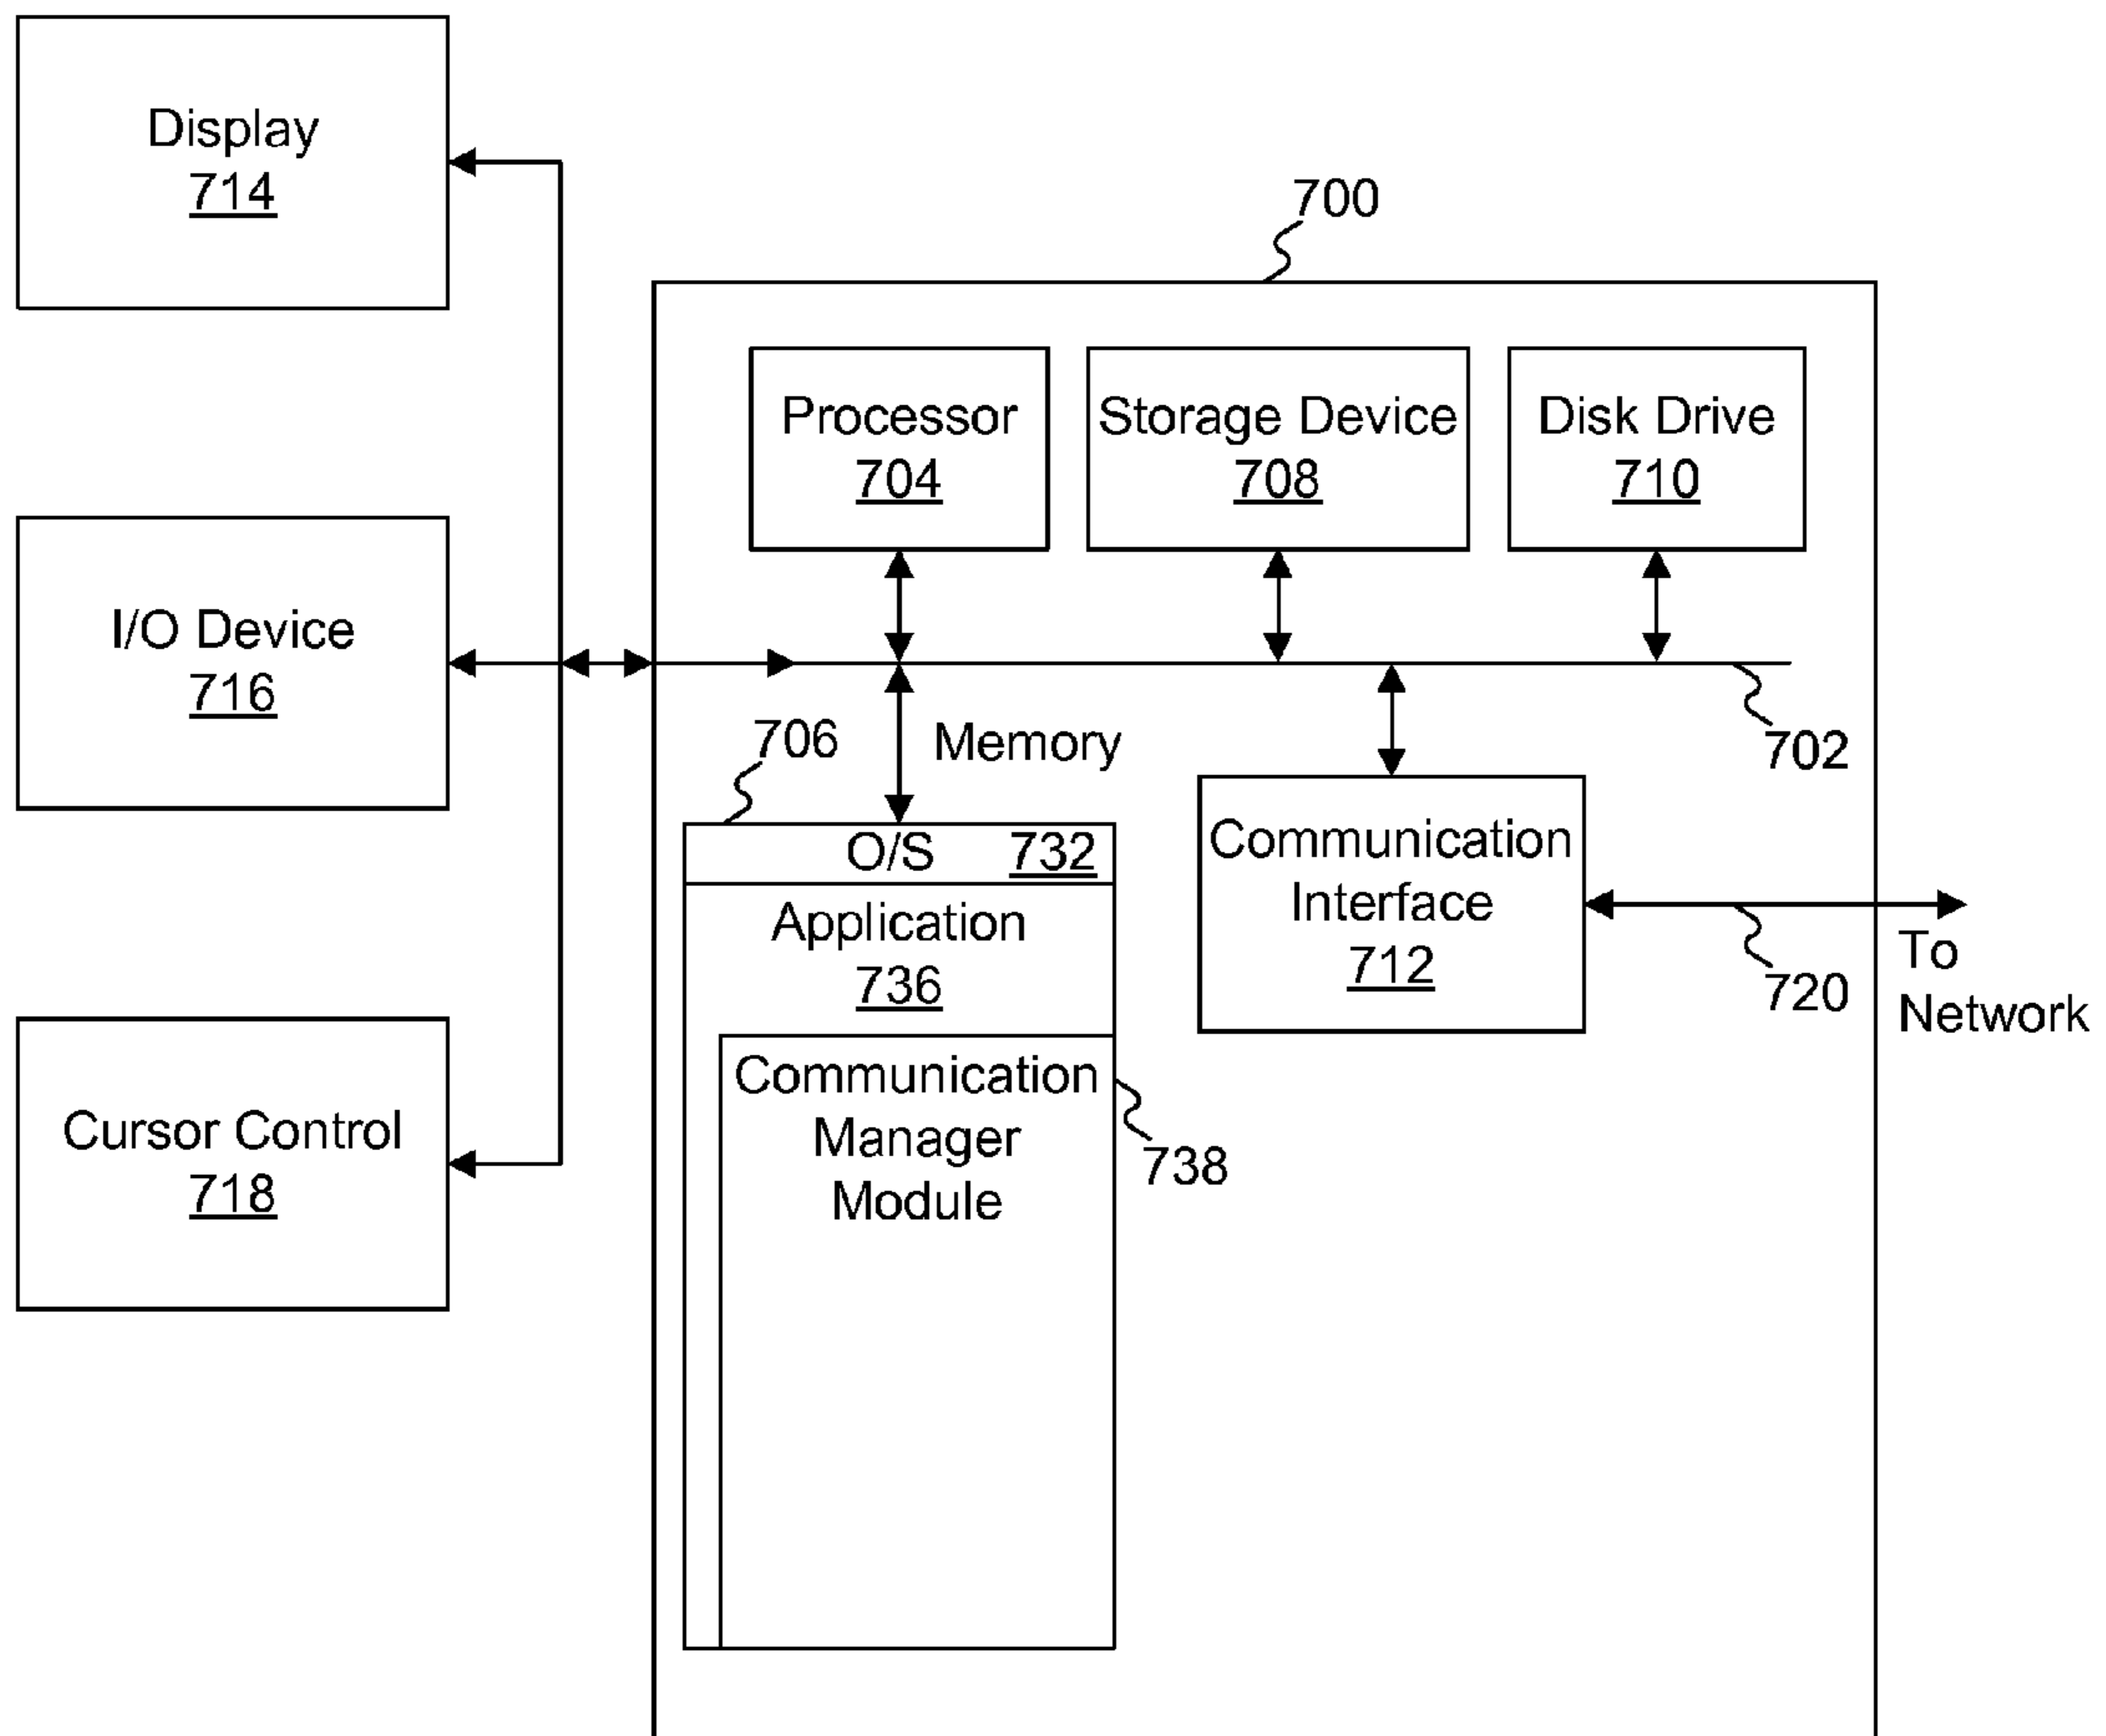 Display
714
700
Processor
704
Storage Device
708
Disk Drive
710
I/O Device
716
706
Memory
702
O/S 732
Application
736
Communication
Interface
712
720
To
Network
Communication
Manager
Module
738
Cursor Control
718